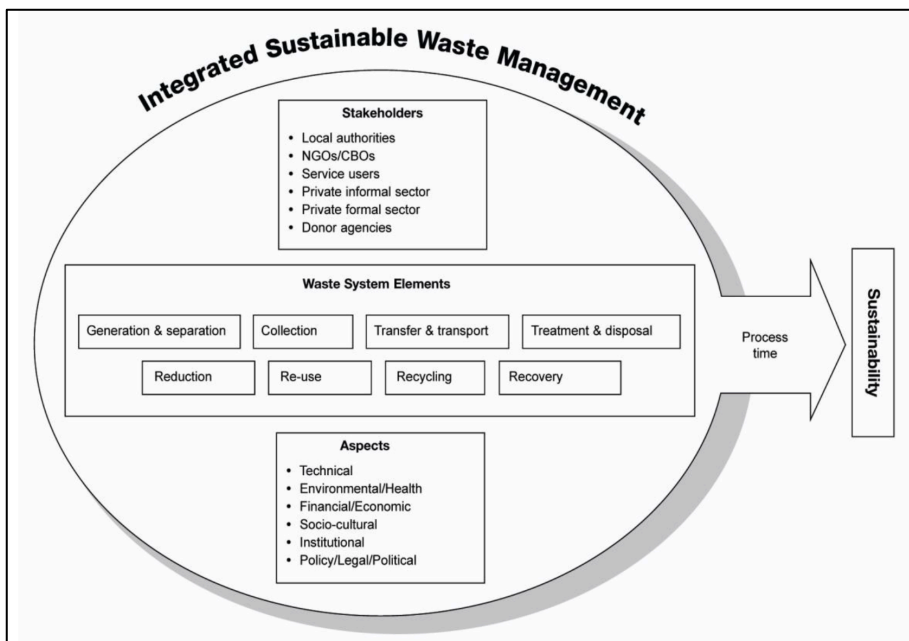 Integrated Sustainable Waste Management
Stakeholders
• Local authorities
• NGOs/CBOs
• Service users
• Private informal sector
• Private formal sector
• Donor agencies
Waste System Elements
Generation & separation
Collection
Transfer & transport
Treatment & disposal
Reduction
Re-use
Recycling
Recovery
Aspects
• Technical
• Environmental/Health
• Financial/Economic
• Socio-cultural
• Institutional
• Policy/Legal/Political
Process
time
Sustainability